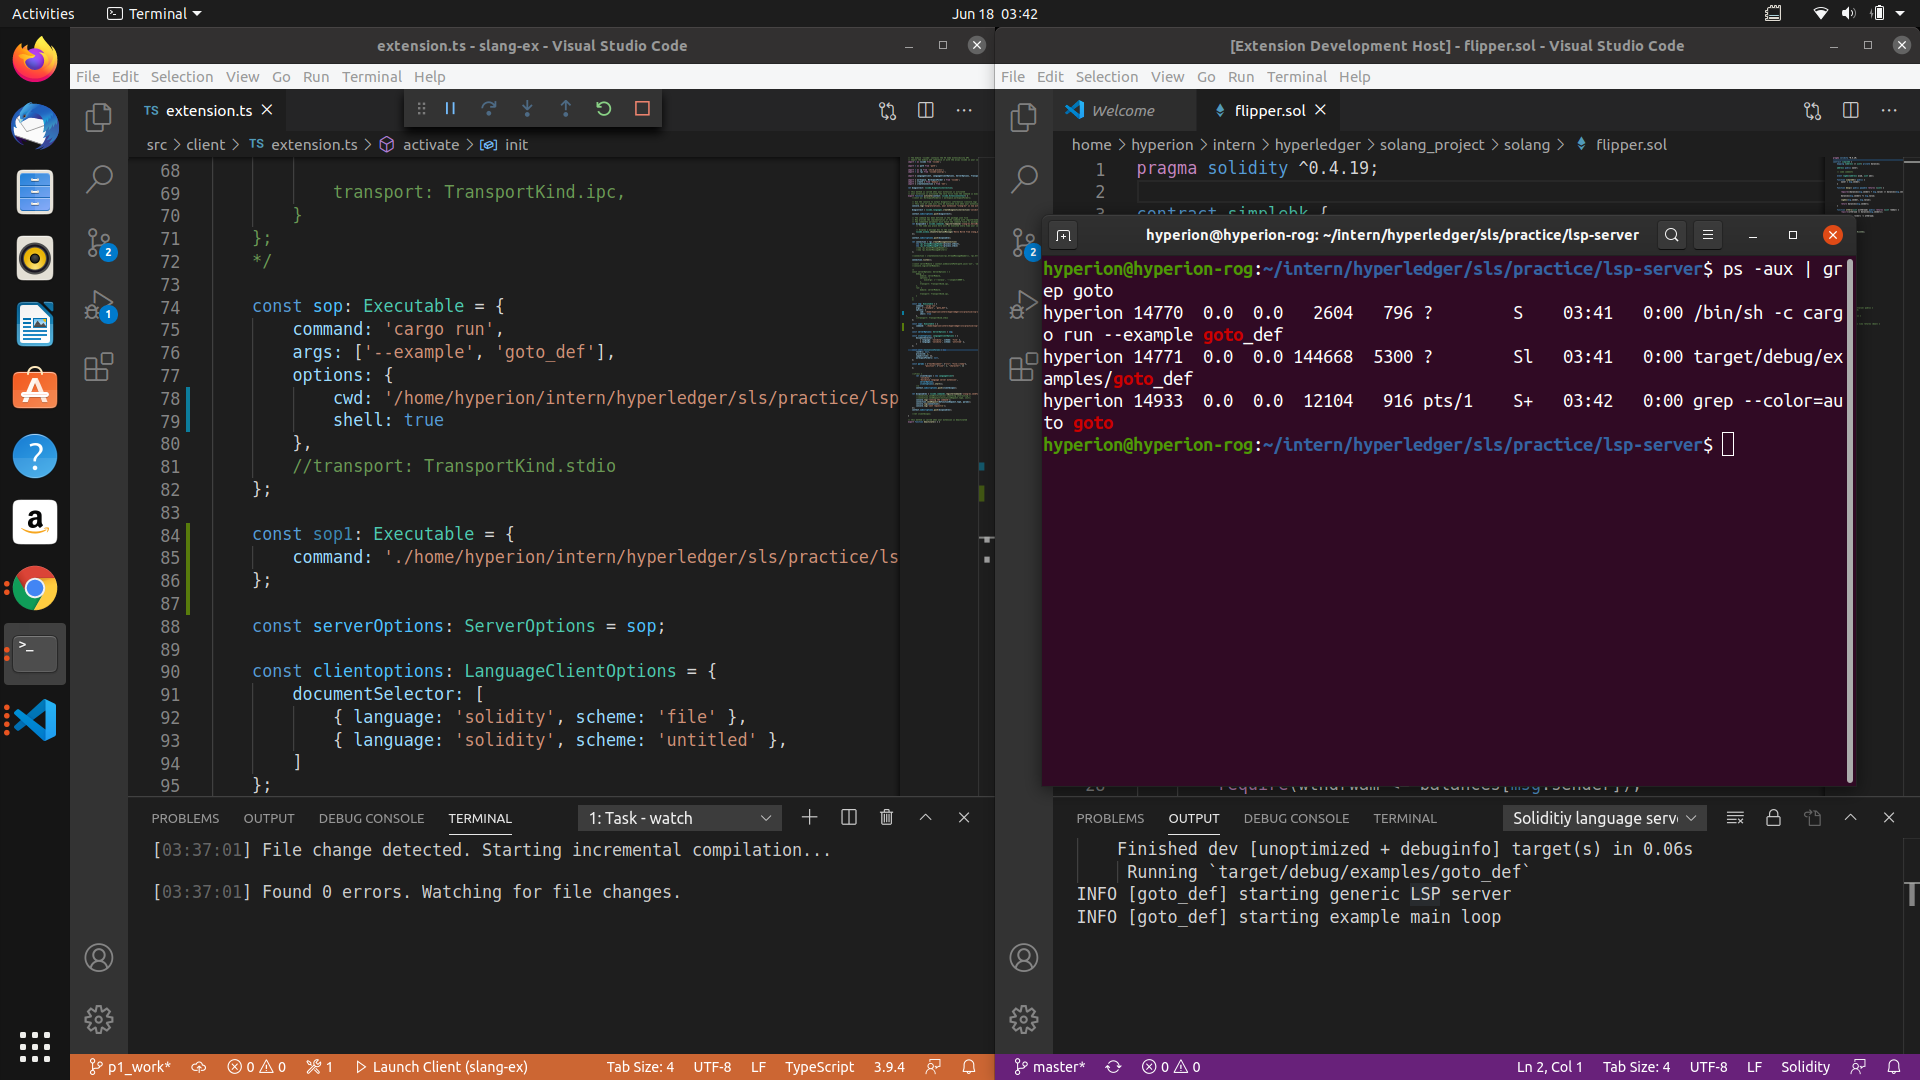 Activities
Terminal
Jun 18 03:42
extension.ts - slang-ex - Visual Studio Code
File Edit Selection View Go Run Terminal Help
TS extension.ts
src > client > TS extension.ts > activate > init
68
69 transport: TransportKind.ipc,
70 }
71 };
72 */
73
74 const sop: Executable = {
75 command: 'cargo run',
76 args: ['--example', 'goto_def'],
77 options: {
78 cwd: '/home/hyperion/intern/hyperledger/sls/practice/lsp
79 shell: true
80 },
81 //transport: TransportKind.stdio
82 };
83
84 const sop1: Executable = {
85 command: './home/hyperion/intern/hyperledger/sls/practice/ls
86 };
87
88 const serverOptions: ServerOptions = sop;
89
90 const clientoptions: LanguageClientOptions = {
91 documentSelector: [
92 { language: 'solidity', scheme: 'file' },
93 { language: 'solidity', scheme: 'untitled' },
94 ]
95 };
2
1
PROBLEMS OUTPUT DEBUG CONSOLE TERMINAL
1: Task - watch
[03:37:01] File change detected. Starting incremental compilation...
[03:37:01] Found 0 errors. Watching for file changes.
p1_work* 0 0 1 Launch Client (slang-ex) Tab Size: 4 UTF-8 LF TypeScript 3.9.4
[Extension Development Host] - flipper.sol - Visual Studio Code
File Edit Selection View Go Run Terminal Help
Welcome
flipper.sol
home > hyperion > intern > hyperledger > solang_project > solang > flipper.sol
1 pragma solidity ^0.4.19;
2
3 contract simplebk {
2
hyperion@hyperion-rog: ~/intern/hyperledger/sls/practice/lsp-server
hyperion@hyperion-rog:~/intern/hyperledger/sls/practice/lsp-server$ ps -aux | gr
ep goto
hyperion 14770 0.0 0.0 2604 796 ? S 03:41 0:00 /bin/sh -c carg
o run --example goto_def
hyperion 14771 0.0 0.0 144668 5300 ? Sl 03:41 0:00 target/debug/ex
amples/goto_def
hyperion 14933 0.0 0.0 12104 916 pts/1 S+ 03:42 0:00 grep --color=au
to goto
hyperion@hyperion-rog:~/intern/hyperledger/sls/practice/lsp-server$
PROBLEMS OUTPUT DEBUG CONSOLE TERMINAL
Soliditiy language serv
Finished dev [unoptimized + debuginfo] target(s) in 0.06s
Running `target/debug/examples/goto_def`
INFO [goto_def] starting generic LSP server
INFO [goto_def] starting example main loop
master* 0 0 Ln 2, Col 1 Tab Size: 4 UTF-8 LF Solidity